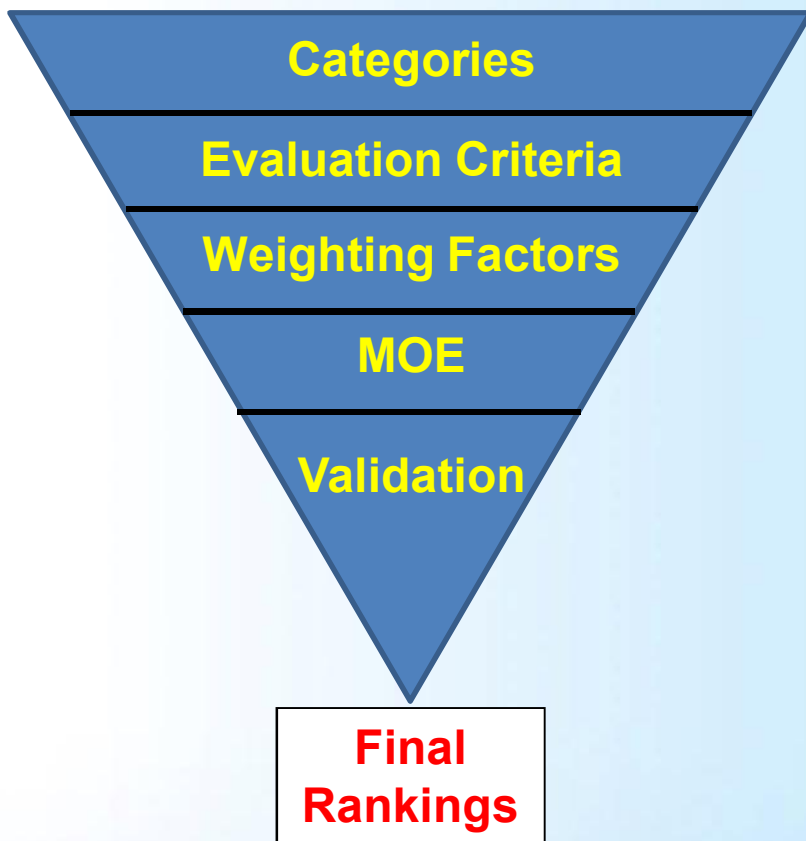 Categories
Evaluation Criteria
Weighting Factors
MOE
Validation
Final
Rankings